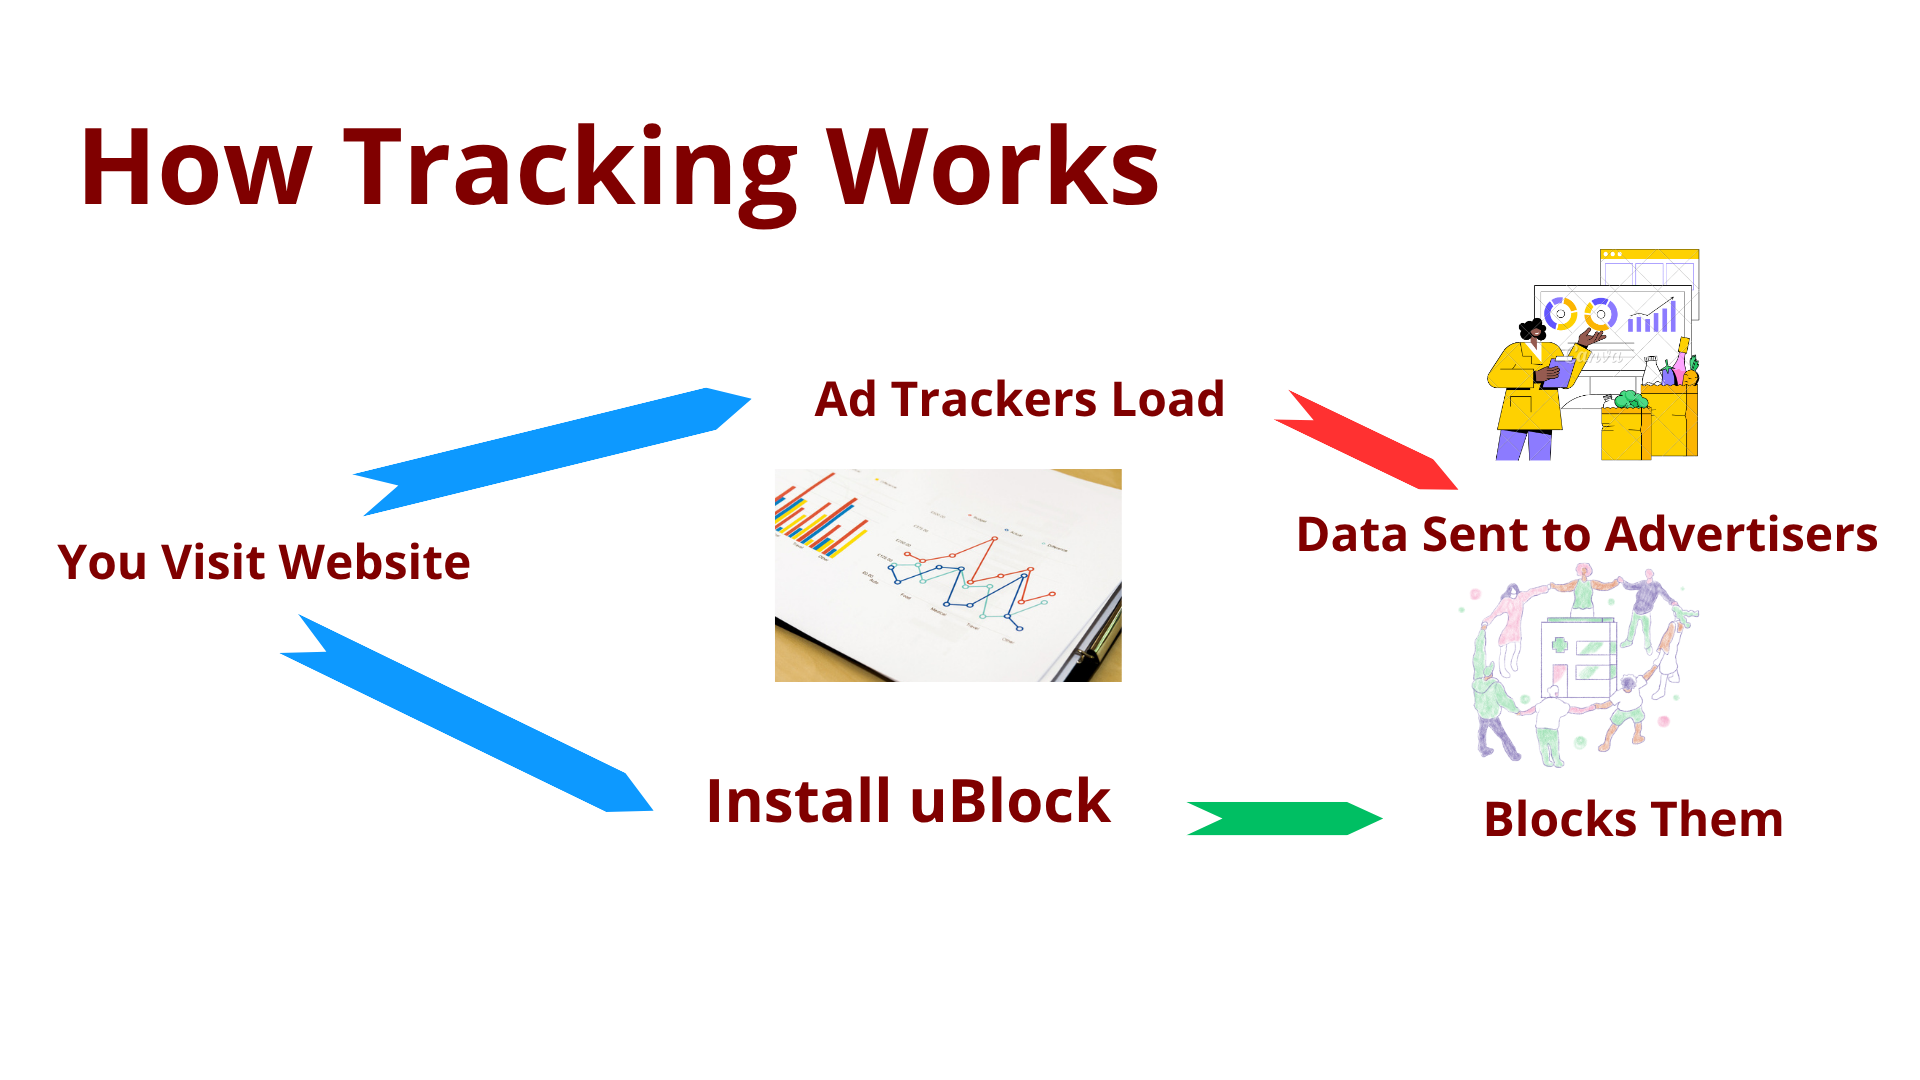 How Tracking Works
Ad Trackers Load
Data Sent to Advertisers
You Visit Website
Install uBlock
Blocks Them